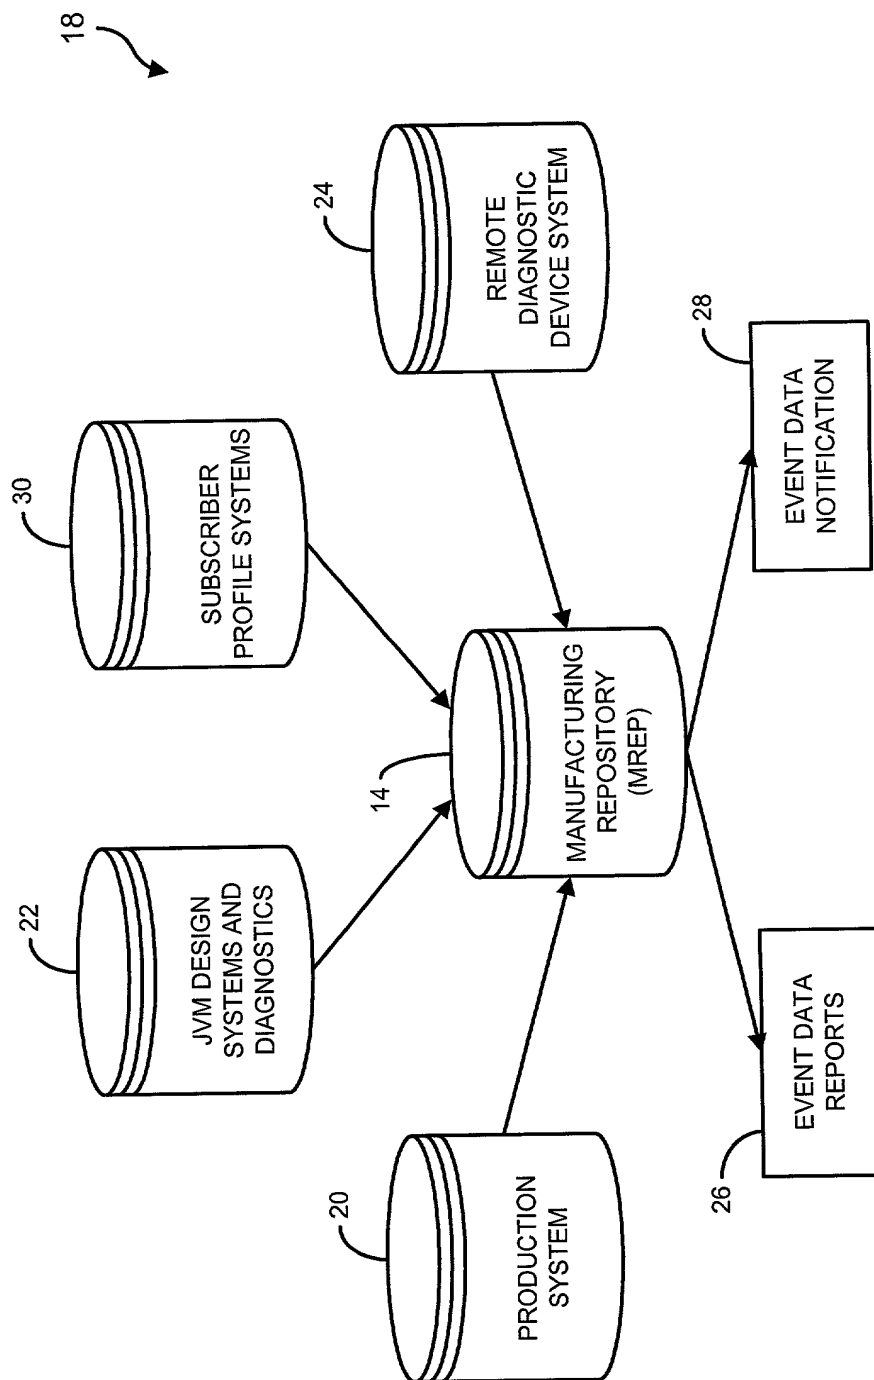 18
22
JVM DESIGN
SYSTEMS AND
DIAGNOSTICS
30
SUBSCRIBER
PROFILE SYSTEMS
20
PRODUCTION
SYSTEM
14
MANUFACTURING
REPOSITORY
(MREP)
24
REMOTE
DIAGNOSTIC
DEVICE SYSTEM
26
EVENT DATA
REPORTS
28
EVENT DATA
NOTIFICATION